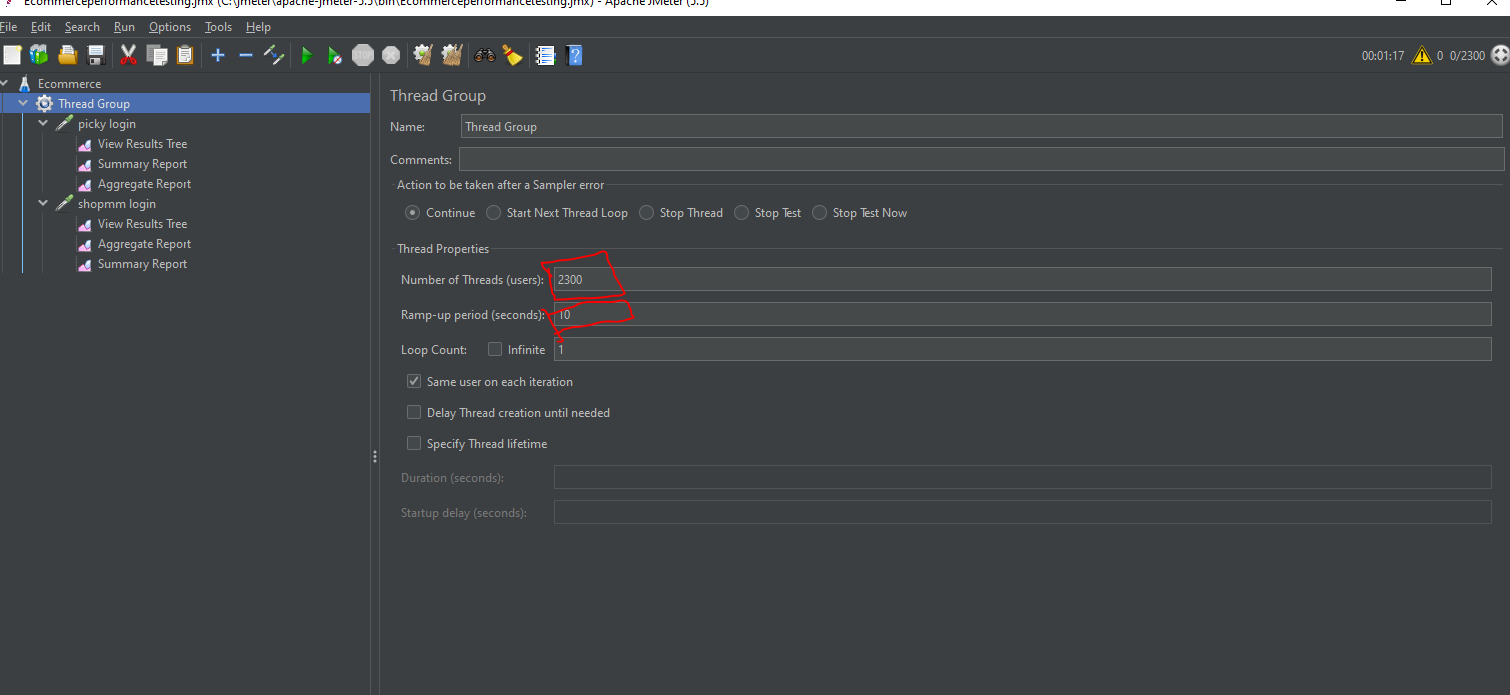 Ecommerceperformancetesting.jmx (C:\jmeter\apache-jmeter-5.5\bin\Ecommerceperformancetesting.jmx) - Apache JMeter (5.5)
File Edit Search Run Options Tools Help
00:01:17 0 0/2300
Ecommerce
Thread Group
picky login
View Results Tree
Summary Report
Aggregate Report
shopmm login
View Results Tree
Aggregate Report
Summary Report
Thread Group
Name: Thread Group
Comments:
Action to be taken after a Sampler error
Continue Start Next Thread Loop Stop Thread Stop Test Stop Test Now
Thread Properties
Number of Threads (users): 2300
Ramp-up period (seconds): 10
Loop Count: Infinite 1
Same user on each iteration
Delay Thread creation until needed
Specify Thread lifetime
Duration (seconds):
Startup delay (seconds):